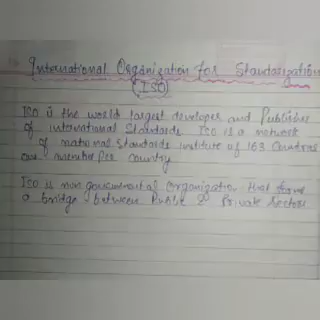 International Organization for Standarization
ISO
ISO is the world largest developer and Publisher
of international Standards. ISO is a network
of national standards institute of 163 Countries
one member per country
ISO is non governmental organization that forms
a bridge between Public & Private Sectors